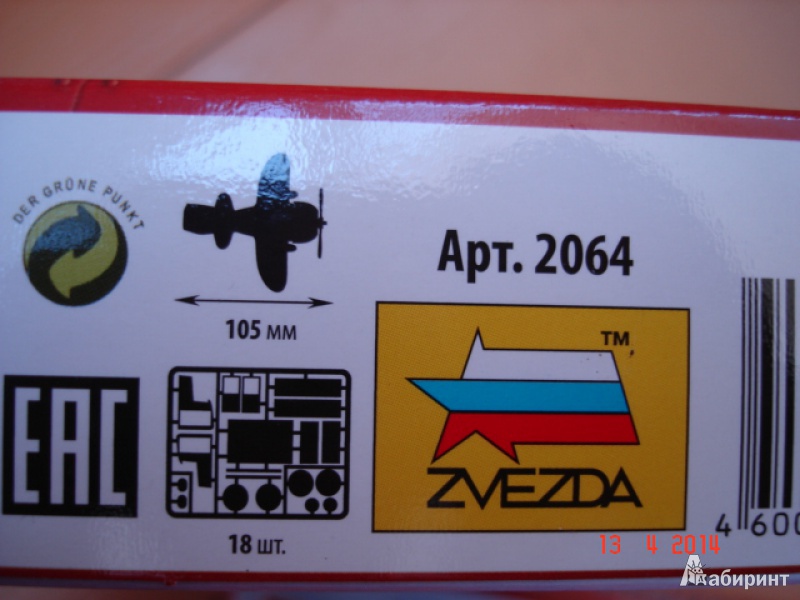 DER GRÜNE PUNKT
105 мм
Арт. 2064
EAC
18 шт.
TM
ZVEZDA
4 600
13 4 2014
Лабиринт